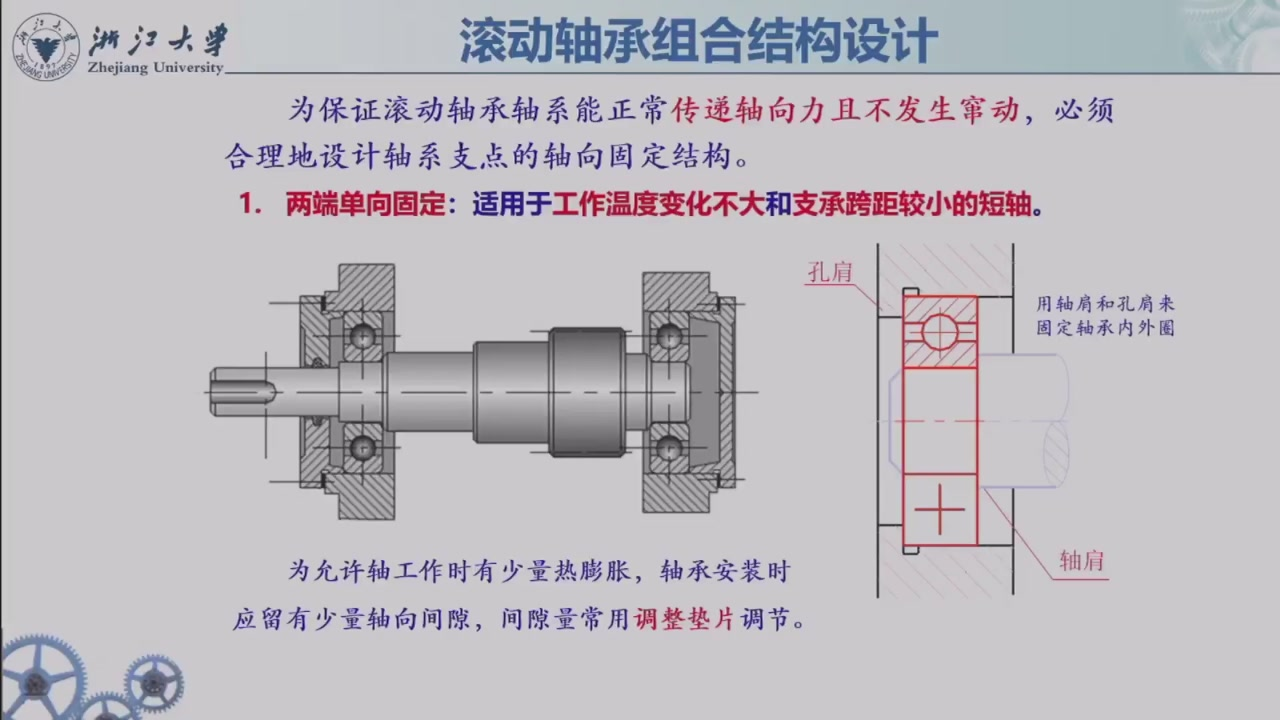 浙江大学
Zhejiang University
滚动轴承组合结构设计
为保证滚动轴承轴系能正常传递轴向力且不发生窜动，必须
合理地设计轴系支点的轴向固定结构。
1. 两端单向固定：适用于工作温度变化不大和支承跨距较小的短轴。
孔肩
用轴肩和孔肩来
固定轴承内外圈
轴肩
为允许轴工作时有少量热膨胀，轴承安装时
应留有少量轴向间隙，间隙量常用调整垫片调节。